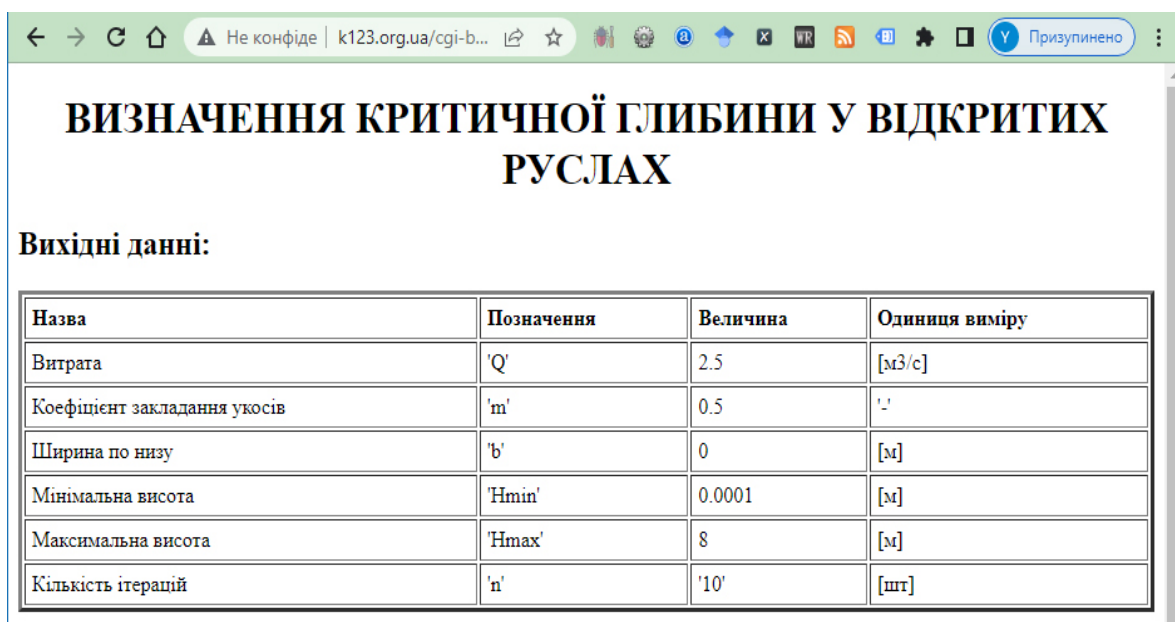 Не конфіде | k123.org.ua/cgi-b...
a
X
WR
Y Призупинено
ВИЗНАЧЕННЯ КРИТИЧНОЇ ГЛИБИНИ У ВІДКРИТИХ
РУСЛАХ
Вихідні данні:
Назва Позначення Величина Одиниця виміру
Витрата 'Q' 2.5 [м3/с]
Коефіцієнт закладання укосів 'm' 0.5 '-'
Ширина по низу 'b' 0 [м]
Мінімальна висота 'Hmin' 0.0001 [м]
Максимальна висота 'Hmax' 8 [м]
Кількість ітерацій 'n' '10' [шт]